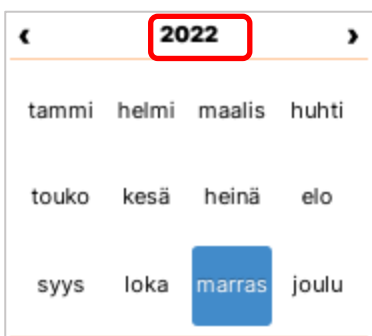 ‹ 2022 ›
tammi helmi maalis huhti
touko kesä heinä elo
syys loka marras joulu